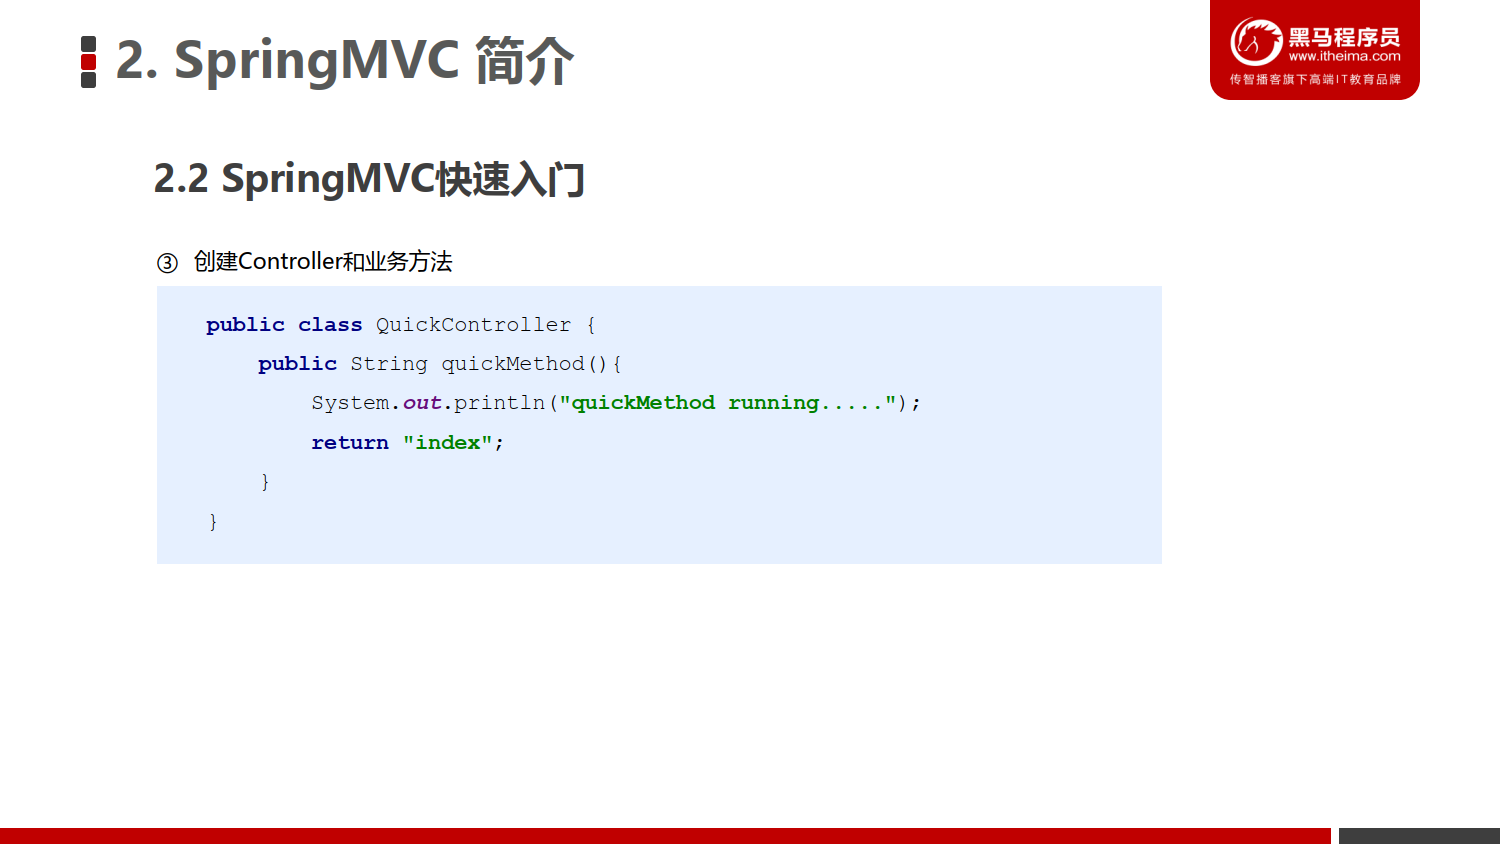 2. SpringMVC 简介
黑马程序员
www.itheima.com
传智播客旗下高端IT教育品牌
2.2 SpringMVC快速入门
③ 创建Controller和业务方法
public class QuickController {
    public String quickMethod(){
        System.out.println("quickMethod running.....");
        return "index";
    }
}